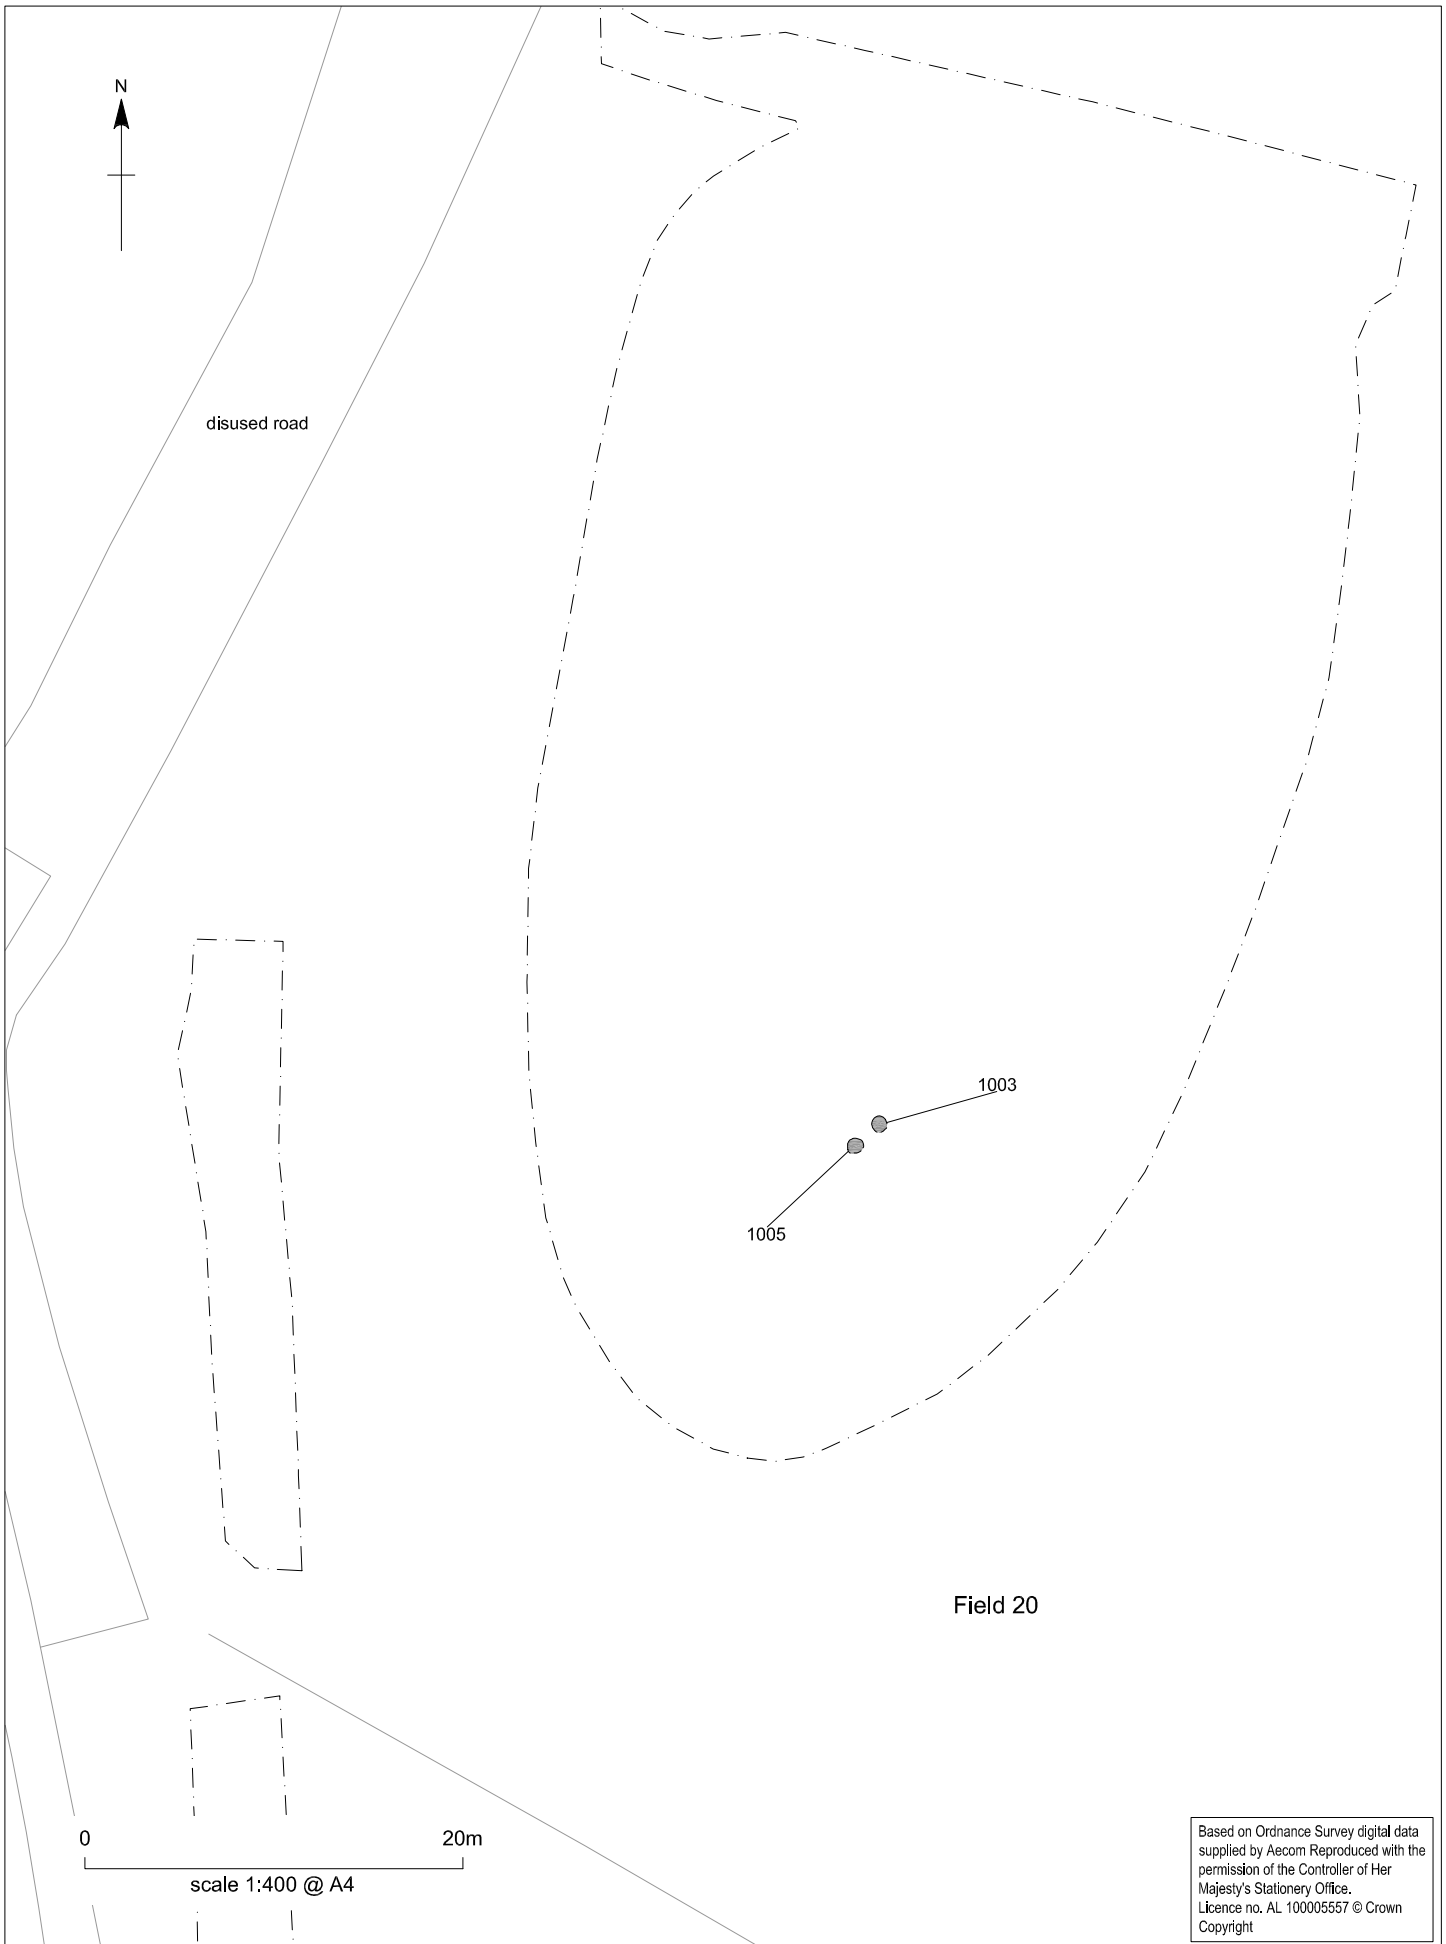 N
disused road
1003
1005
Field 20
0
20m
scale 1:400 @ A4
Based on Ordnance Survey digital data
supplied by Aecom Reproduced with the
permission of the Controller of Her
Majesty's Stationery Office.
Licence no. AL 100005557 © Crown
Copyright